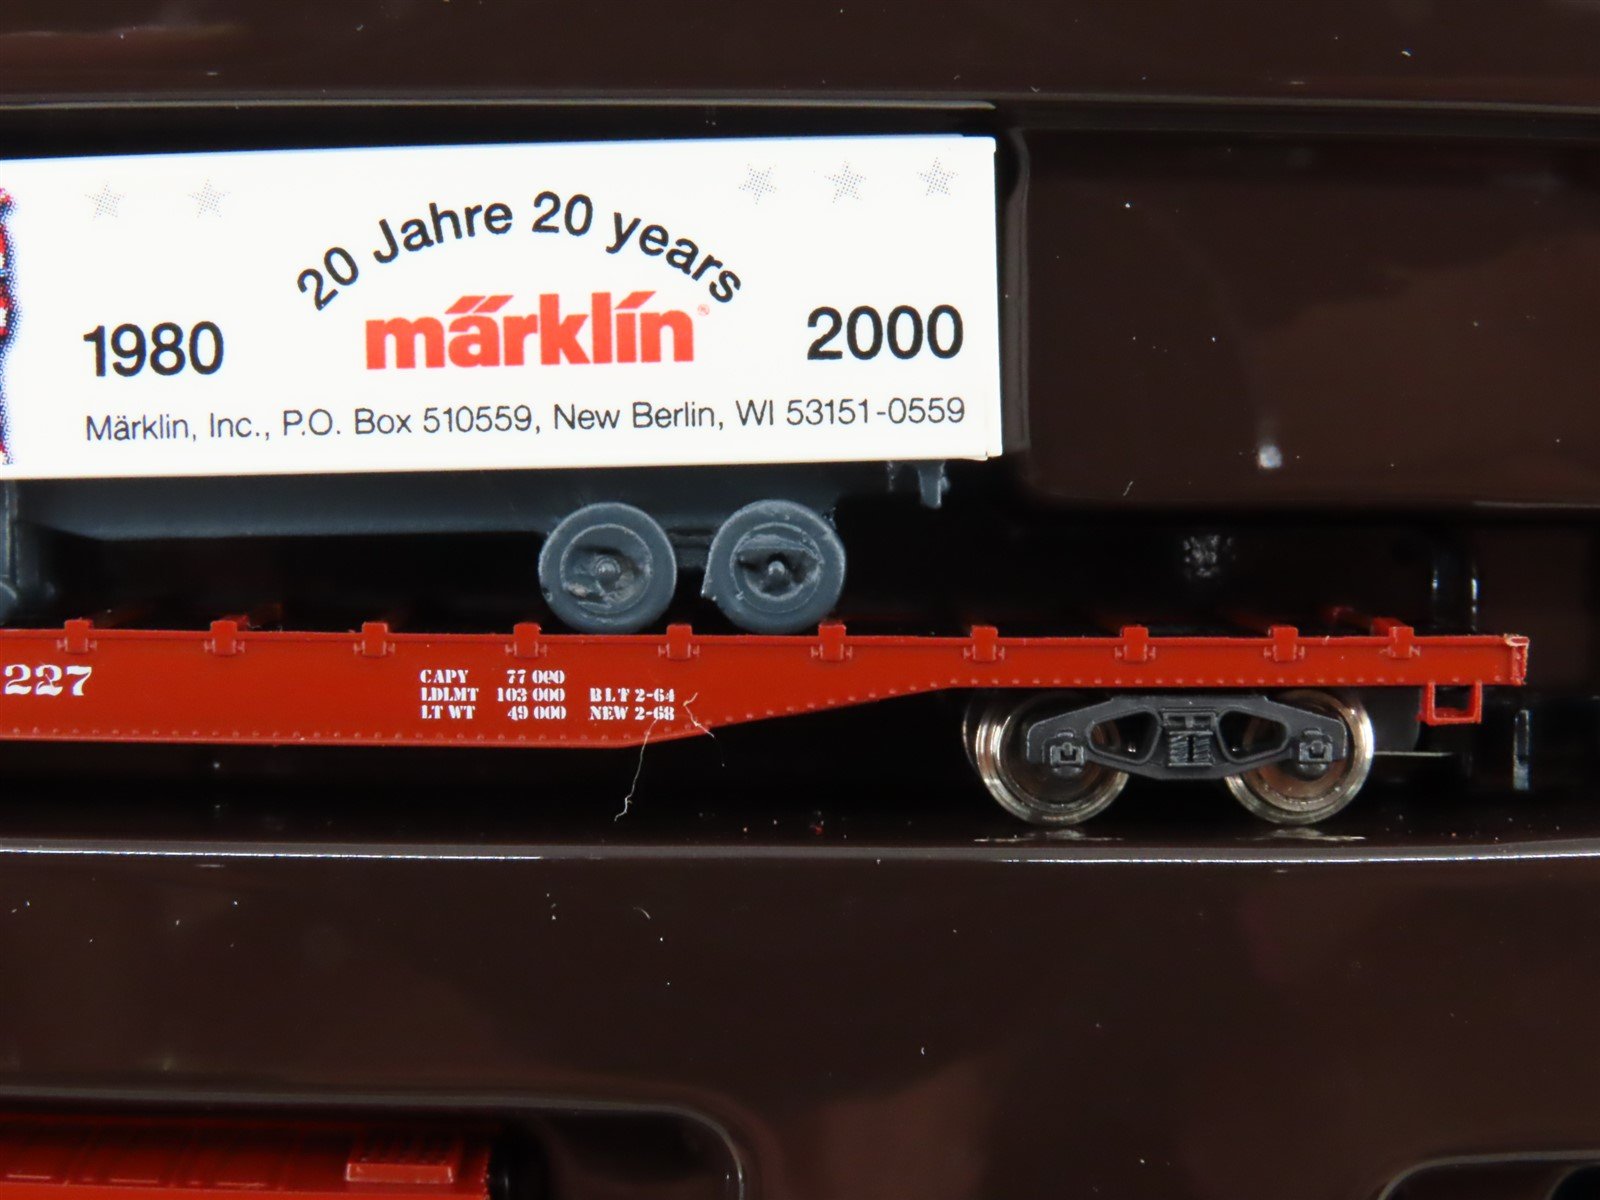 20 Jahre 20 years
märklin®
1980
2000
Märklin, Inc., P.O. Box 510559, New Berlin, WI 53151-0559
227
CAPY 77 000
LDLMT 103 000 BLT 2-64
LT WT 49 000 NEW 2-68